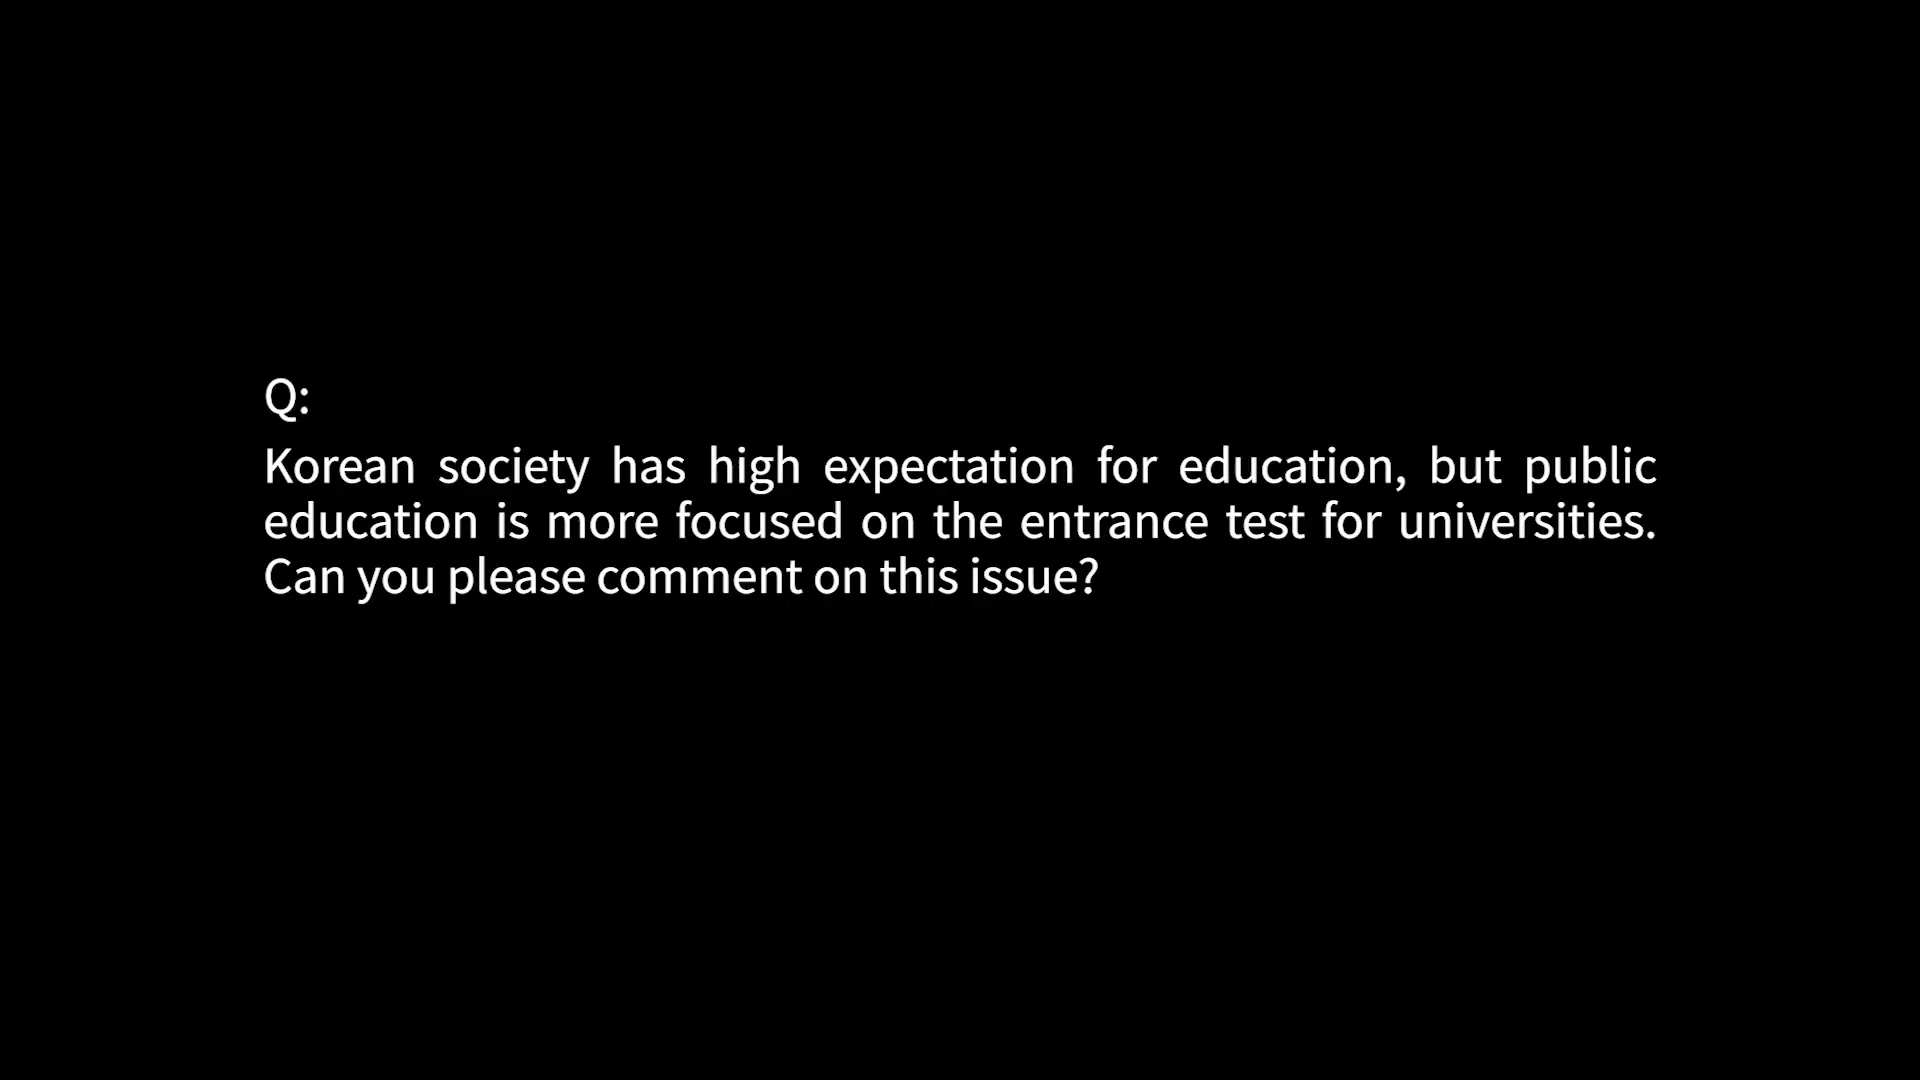 Q:
Korean society has high expectation for education, but public
education is more focused on the entrance test for universities.
Can you please comment on this issue?